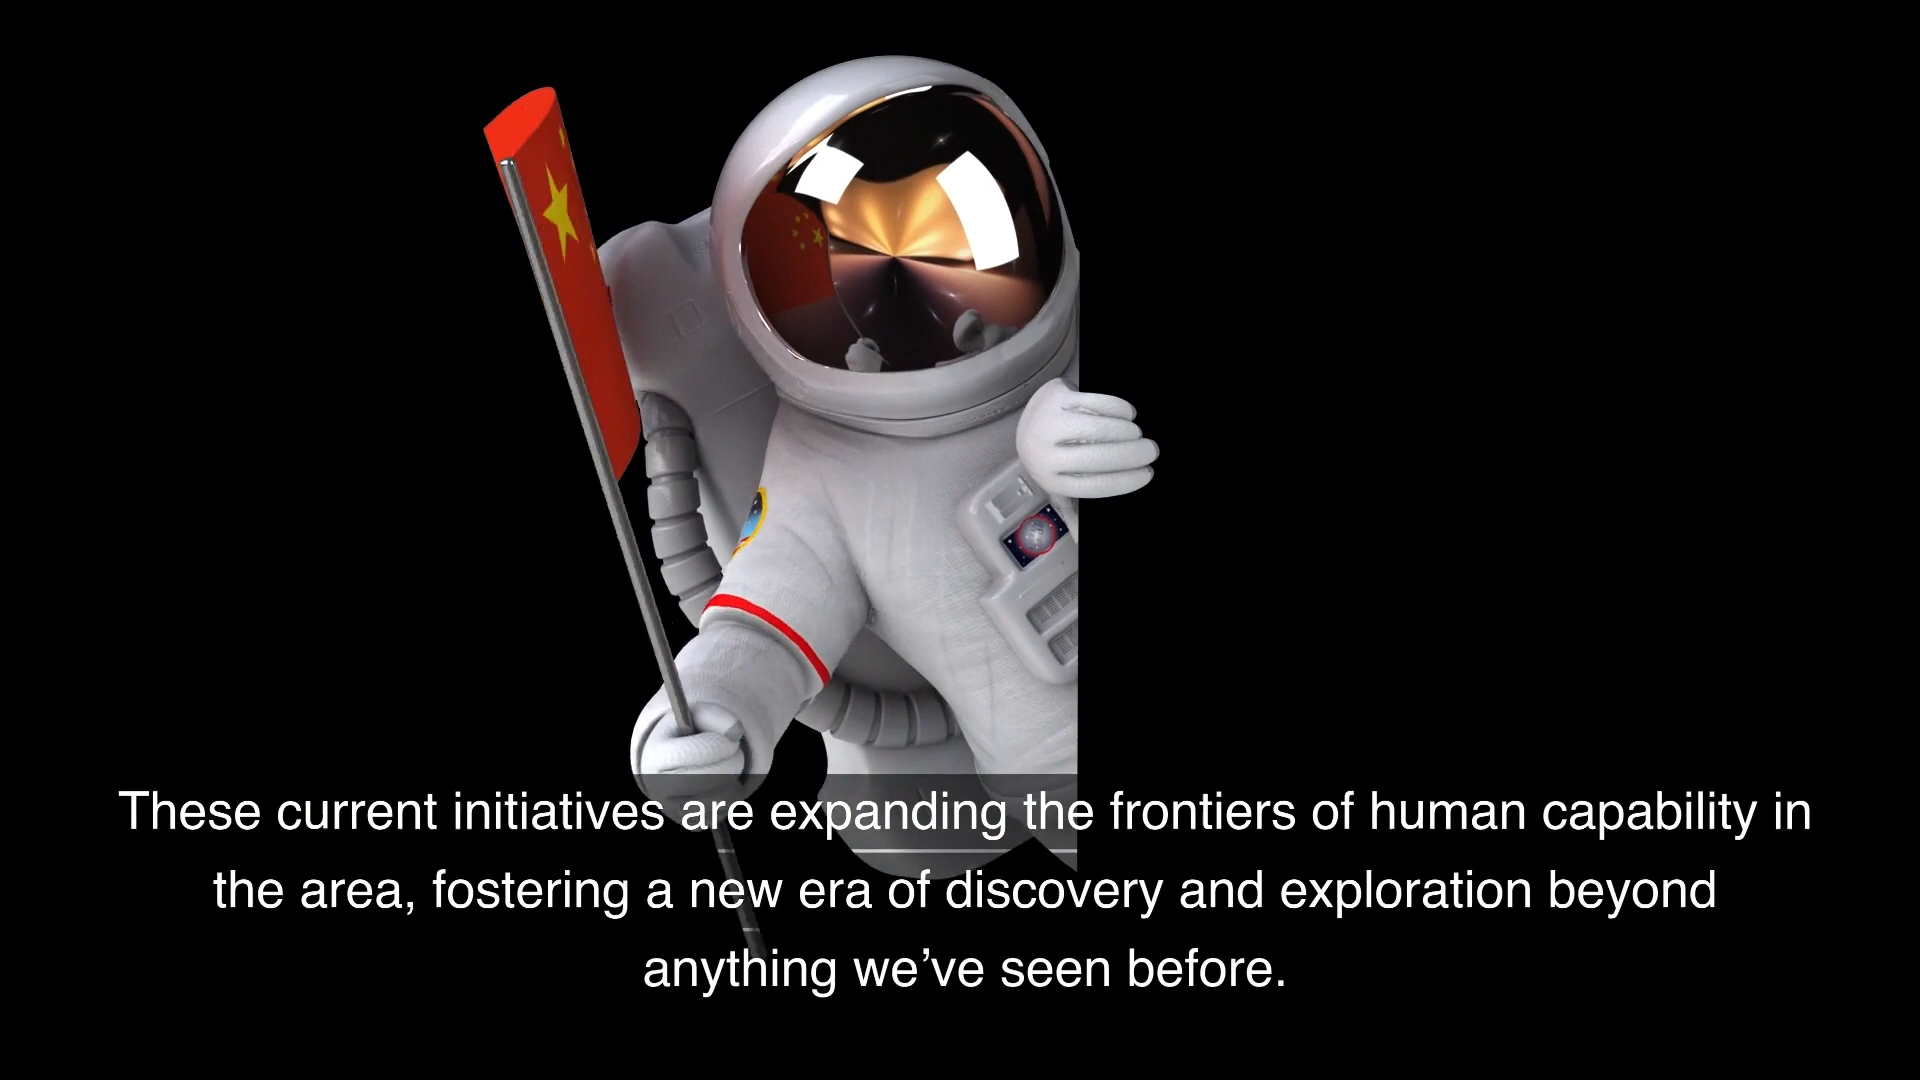 These current initiatives are expanding the frontiers of human capability in
the area, fostering a new era of discovery and exploration beyond
anything we’ve seen before.